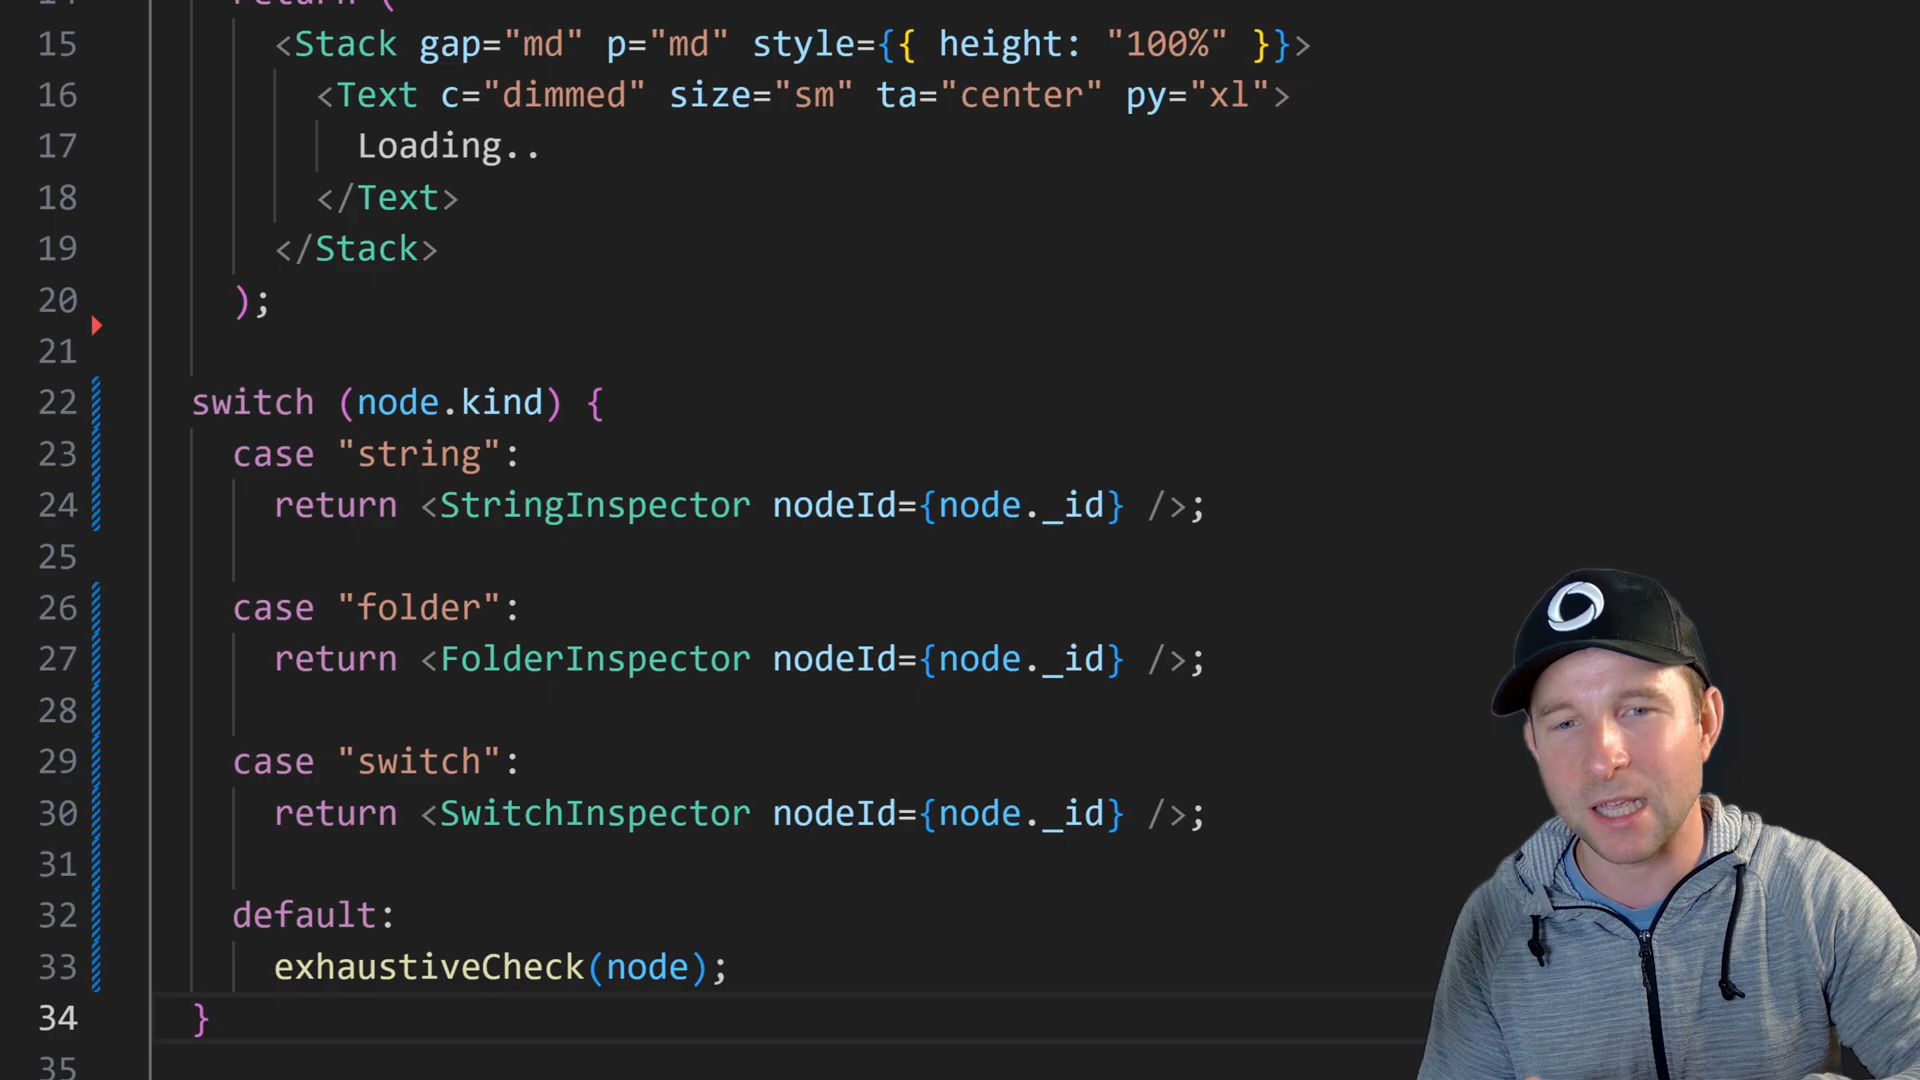 14 return (
15 <Stack gap="md" p="md" style={{ height: "100%" }}>
16 <Text c="dimmed" size="sm" ta="center" py="xl">
17 Loading..
18 </Text>
19 </Stack>
20 );
21
22 switch (node.kind) {
23 case "string":
24 return <StringInspector nodeId={node._id} />;
25
26 case "folder":
27 return <FolderInspector nodeId={node._id} />;
28
29 case "switch":
30 return <SwitchInspector nodeId={node._id} />;
31
32 default:
33 exhaustiveCheck(node);
34 }
35